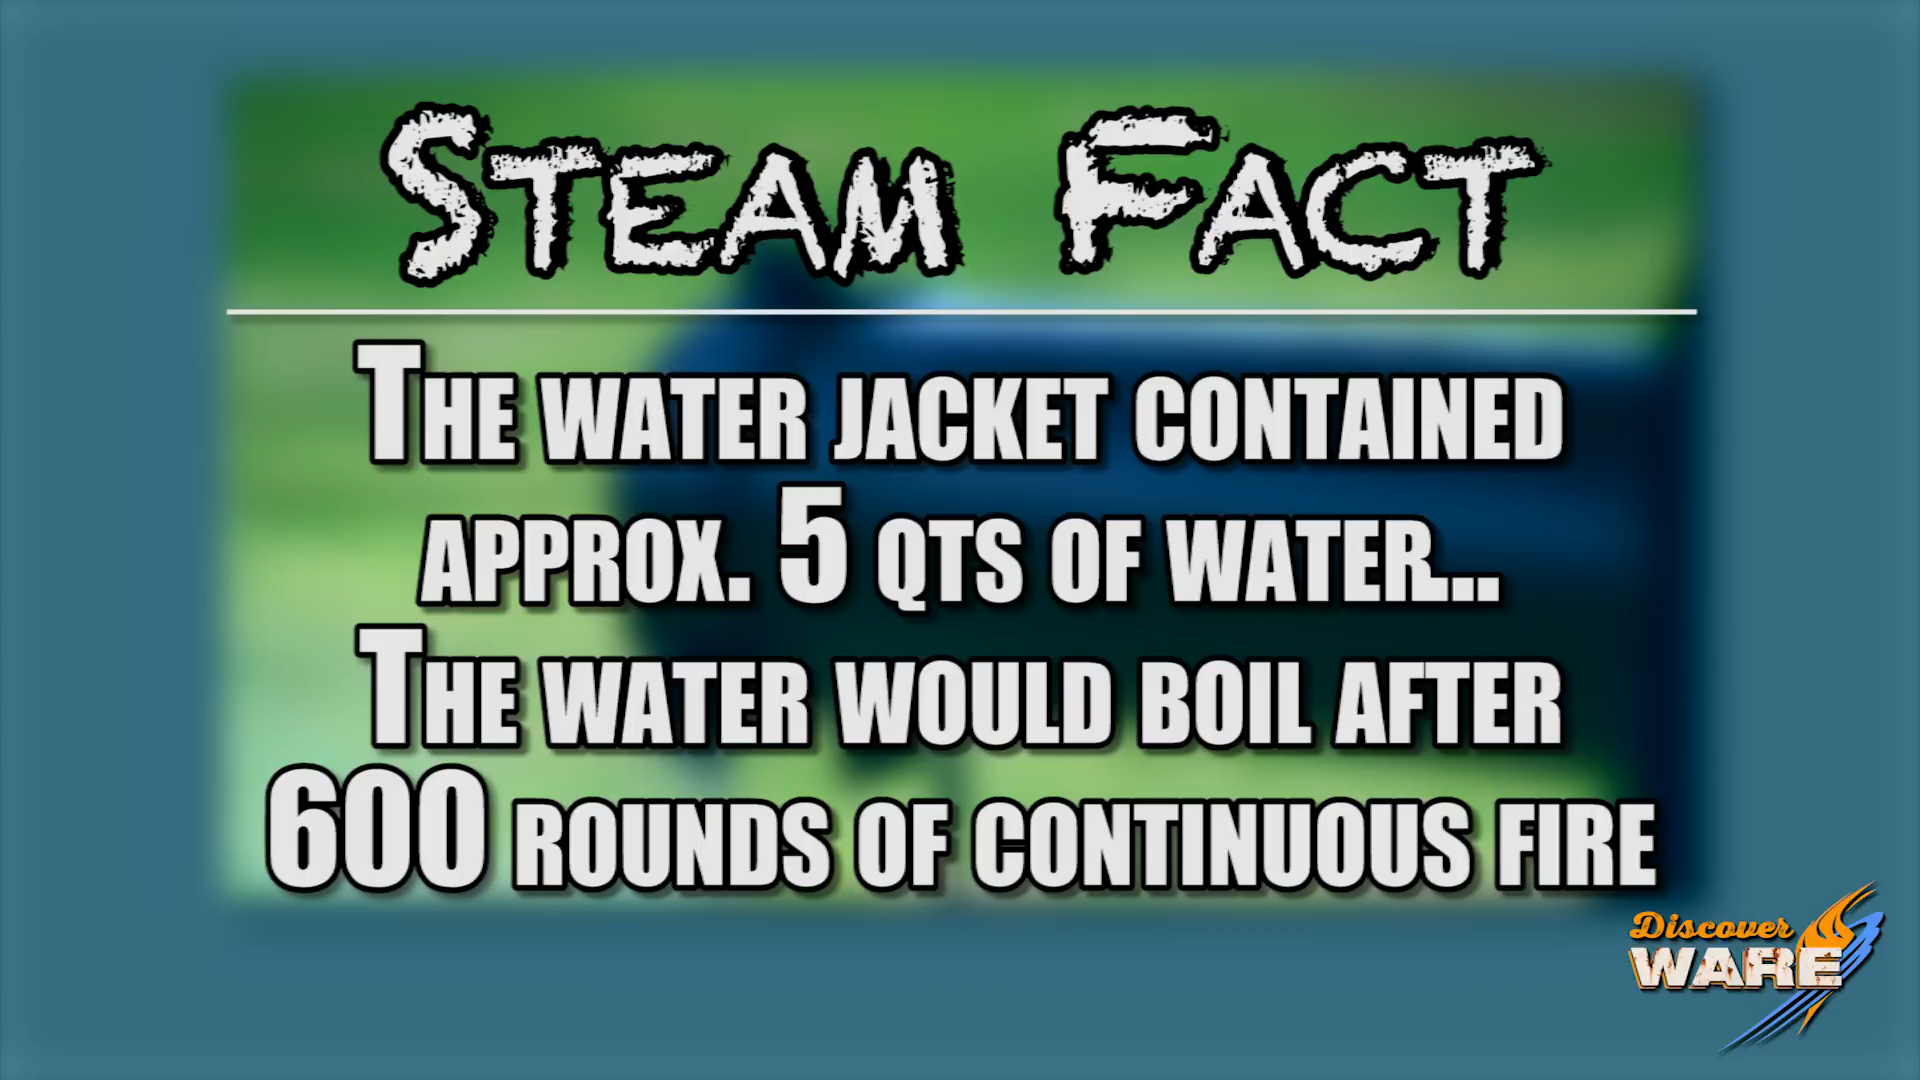 Steam Fact
The water jacket contained
approx. 5 qts of water...
The water would boil after
600 rounds of continuous fire
Discover
WARE